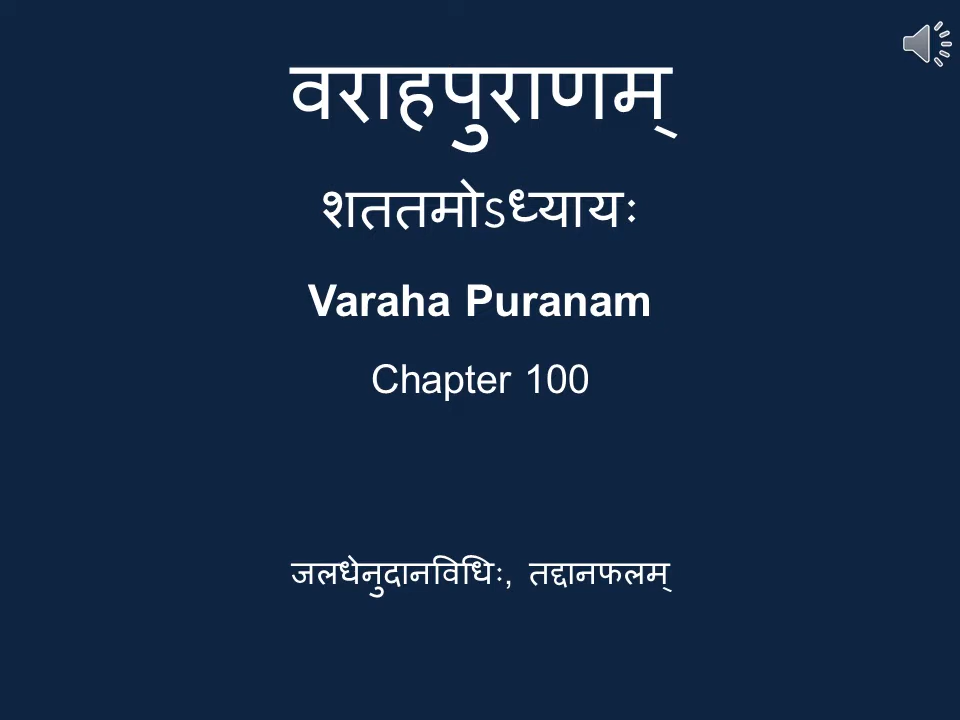 वराहपुराणम्
शततमोऽध्यायः
Varaha Puranam
Chapter 100
जलधेनुदानविधिः, तद्दानफलम्